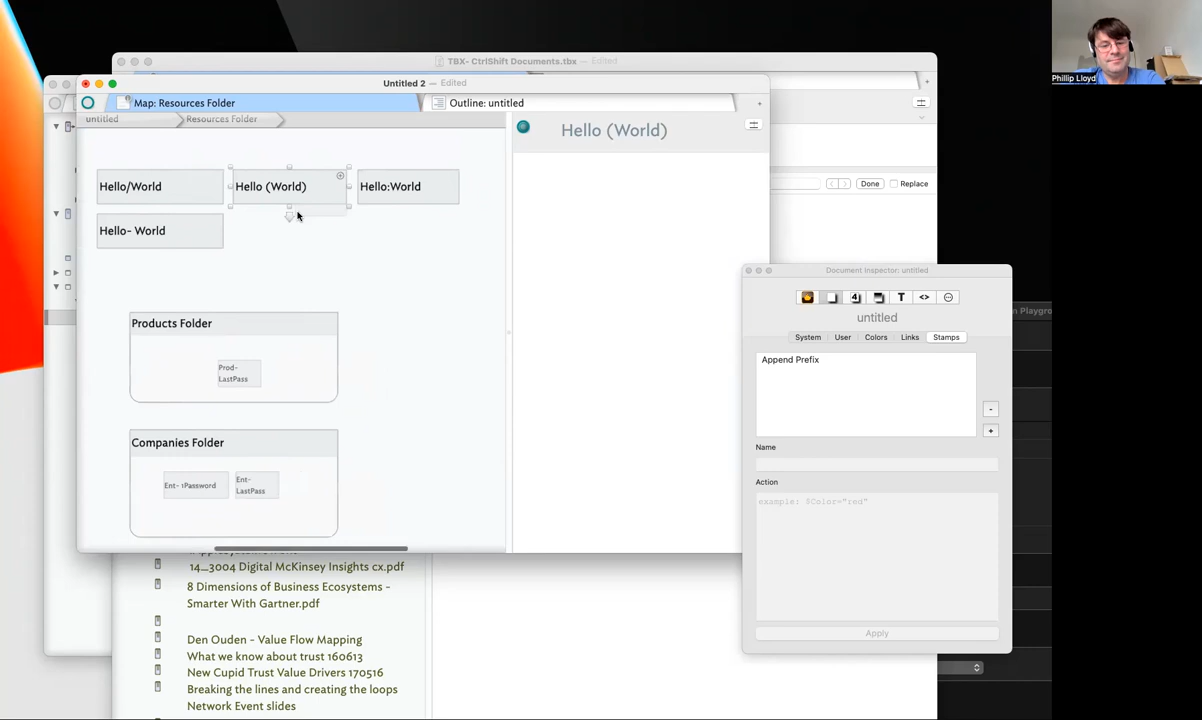 TBX- CtrlShift Documents.tbx — Edited
Untitled 2 — Edited
Map: Resources Folder
Outline: untitled
untitled
Resources Folder
Hello (World)
Hello/World
Hello (World)
Hello:World
Hello- World
Products Folder
Prod-
LastPass
Companies Folder
Ent- 1Password
Ent-
LastPass
Done
Replace
Document Inspector: untitled
untitled
System
User
Colors
Links
Stamps
Append Prefix
-
+
Name
Action
example: $Color="red"
Apply
14_3004 Digital McKinsey Insights cx.pdf
8 Dimensions of Business Ecosystems -
Smarter With Gartner.pdf
Den Ouden - Value Flow Mapping
What we know about trust 160613
New Cupid Trust Value Drivers 170516
Breaking the lines and creating the loops
Network Event slides
Phillip Lloyd